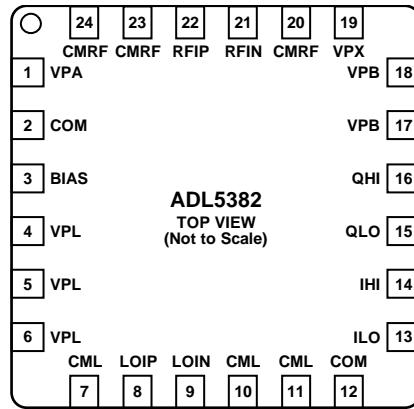 24 23 22 21 20 19
CMRF CMRF RFIP RFIN CMRF VPX
1 VPA VPB 18
2 COM VPB 17
3 BIAS QHI 16
ADL5382
TOP VIEW
(Not to Scale)
4 VPL QLO 15
5 VPL IHI 14
6 VPL ILO 13
CML LOIP LOIN CML CML COM
7 8 9 10 11 12